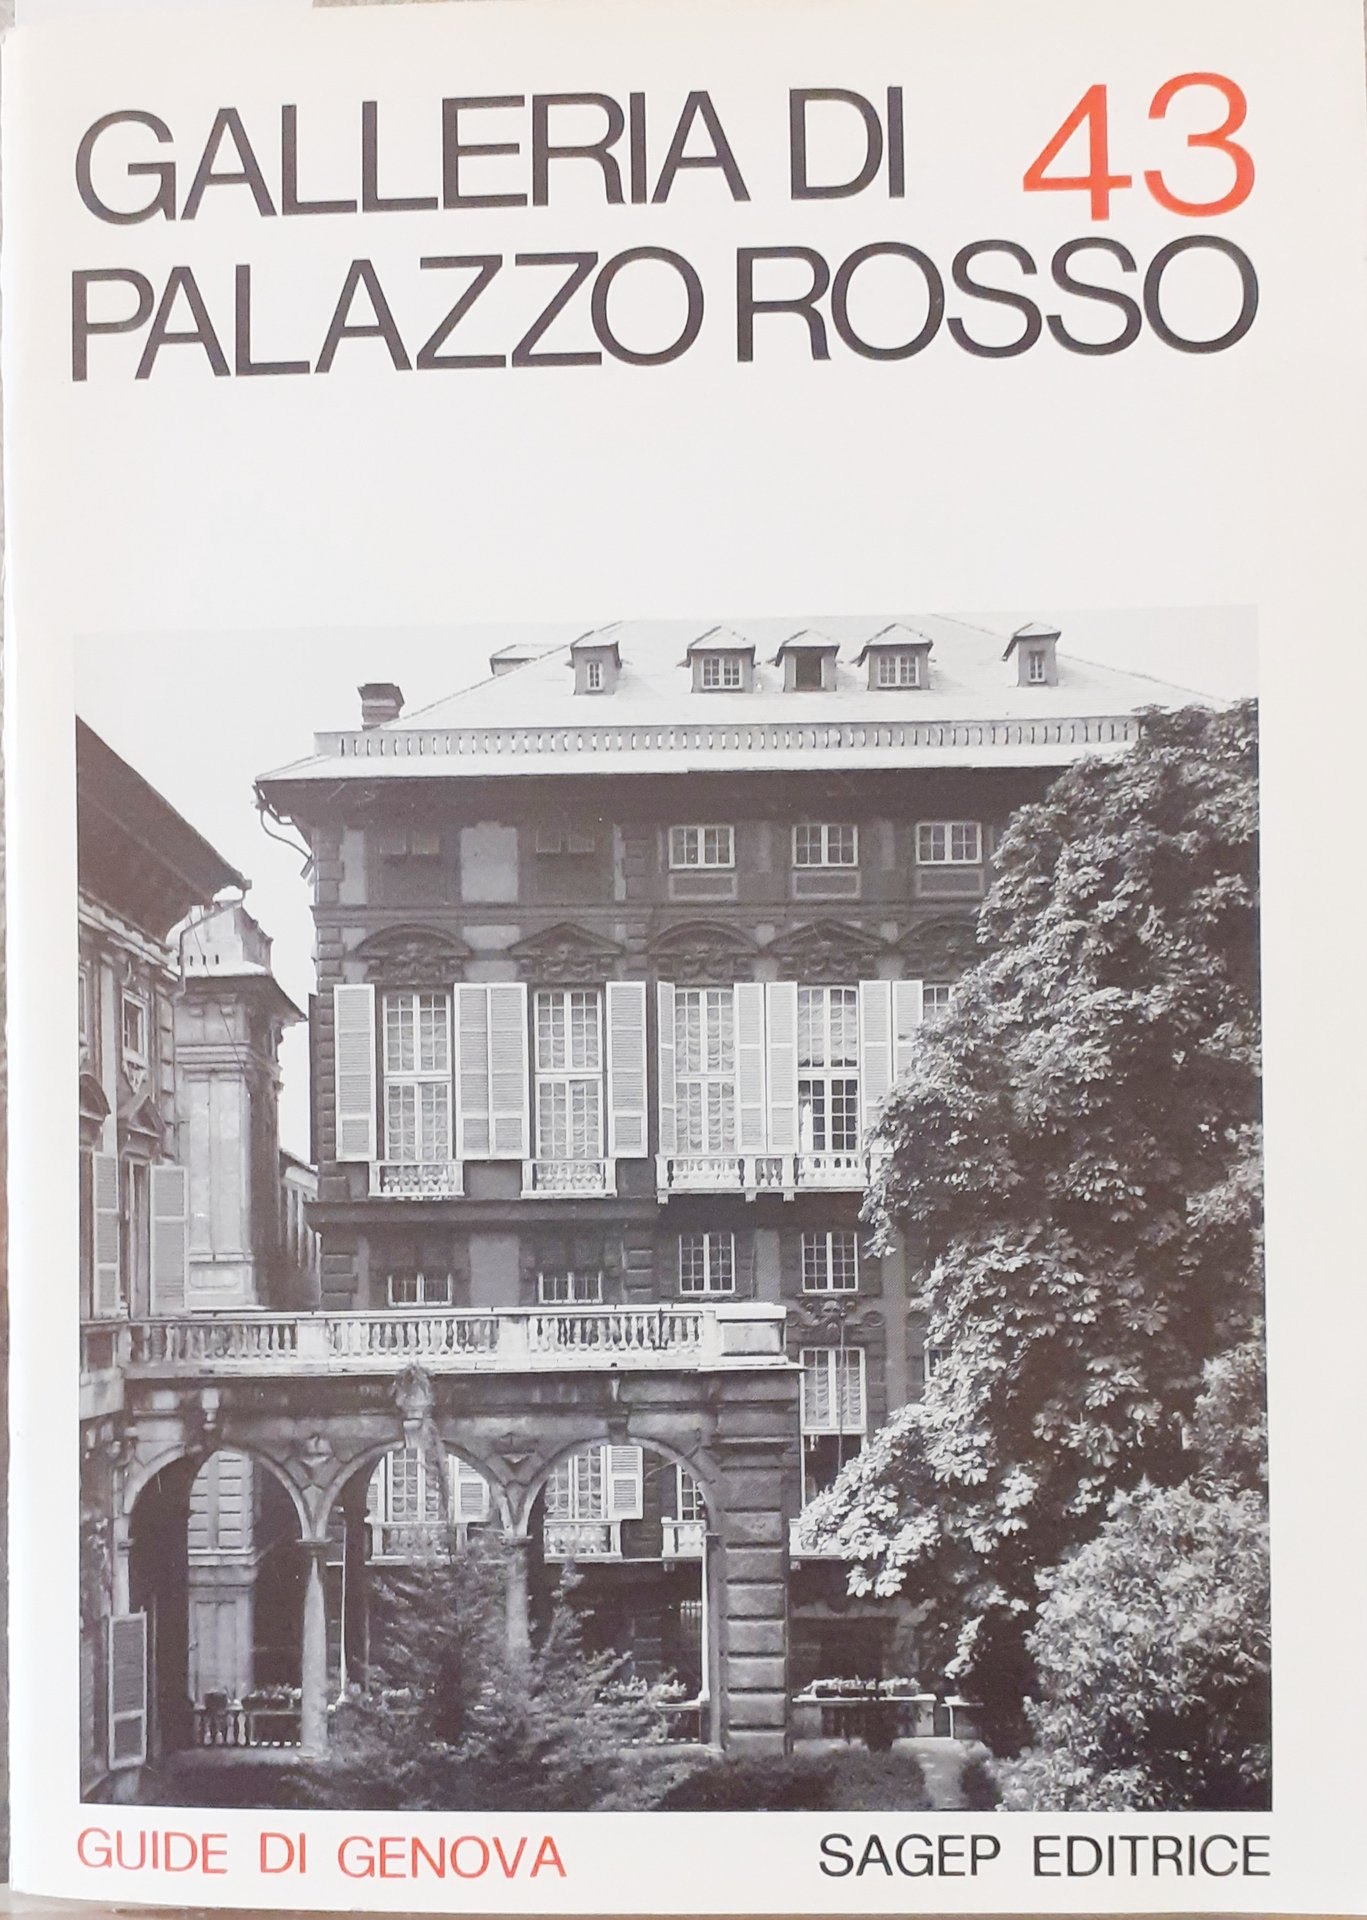 GALLERIA DI 43
PALAZZO ROSSO
GUIDE DI GENOVA SAGEP EDITRICE